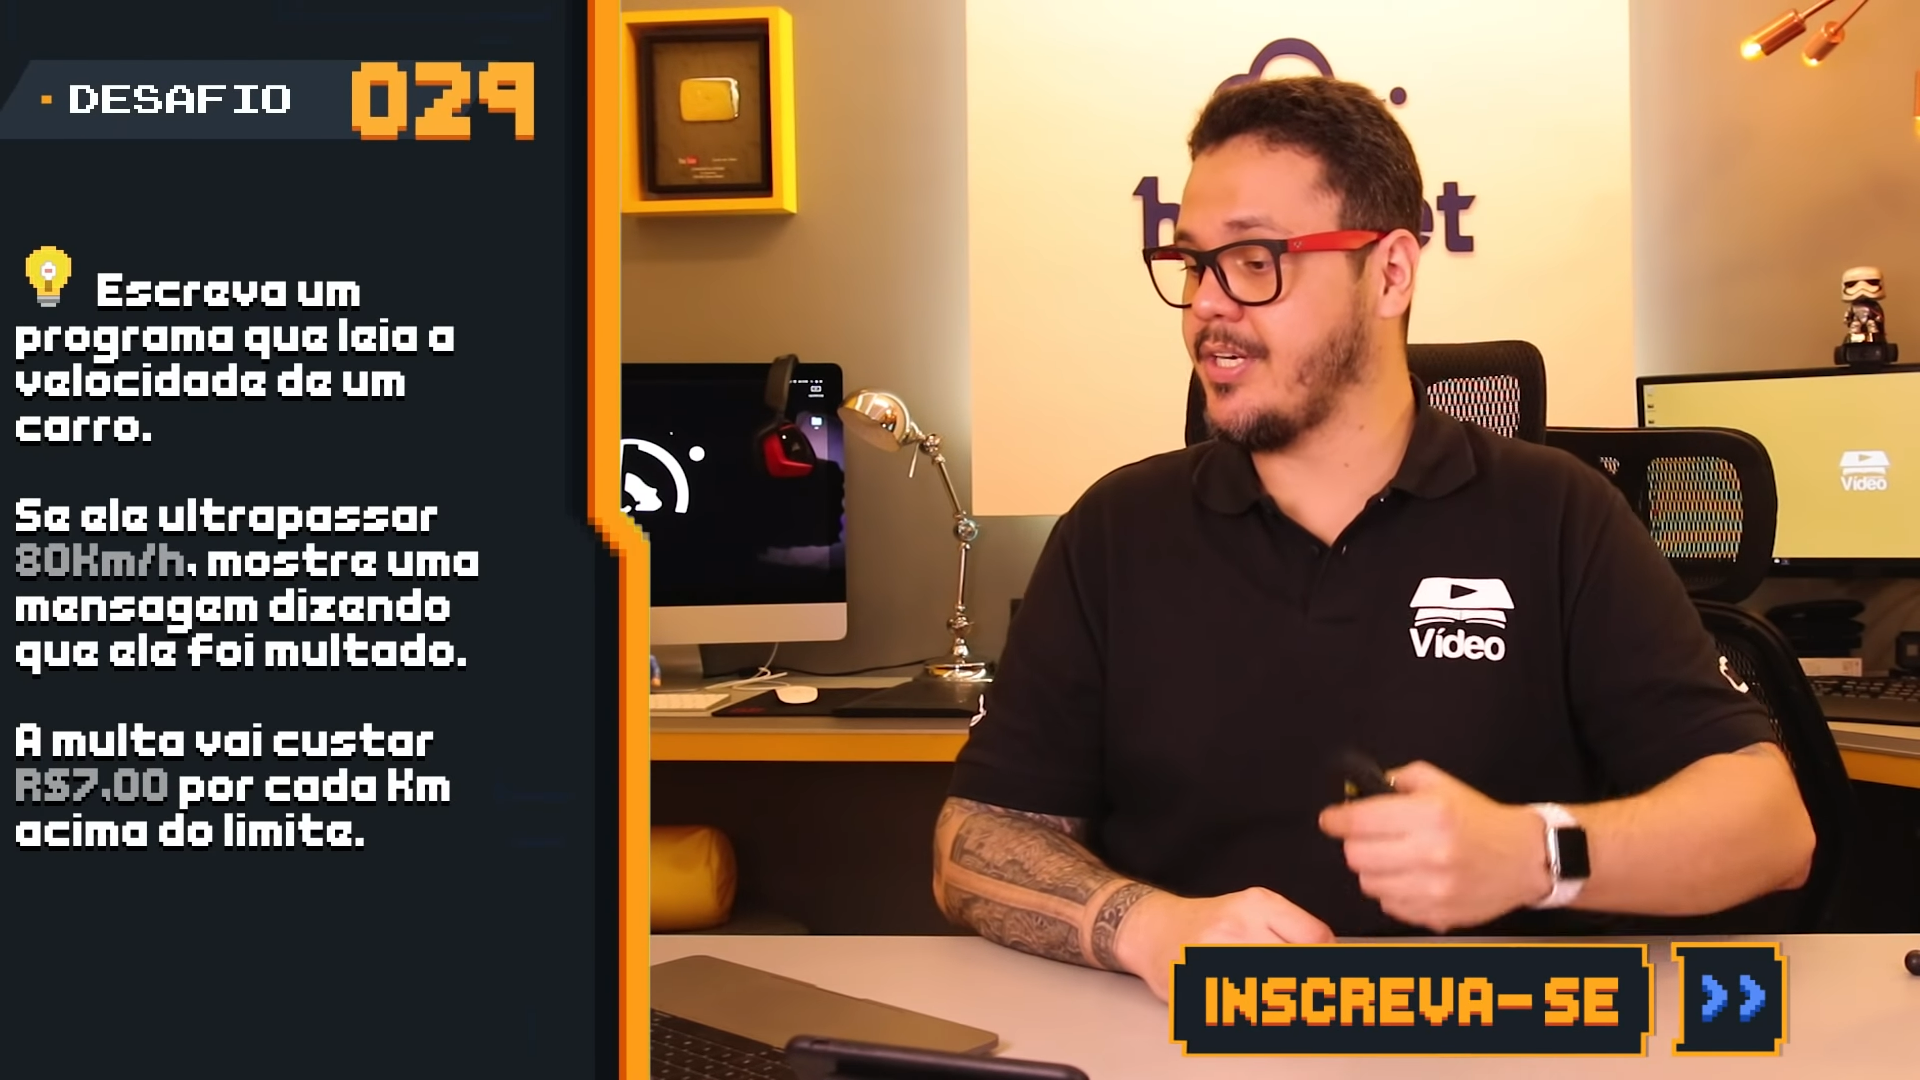 DESAFIO 029
Escreva um
programa que leia a
velocidade de um
carro.
Se ele ultrapassar
80Km/h, mostre uma
mensagem dizendo
que ele foi multado.
A multa vai custar
R$7,00 por cada Km
acima do limite.
Vídeo
Vídeo
INSCREVA-SE